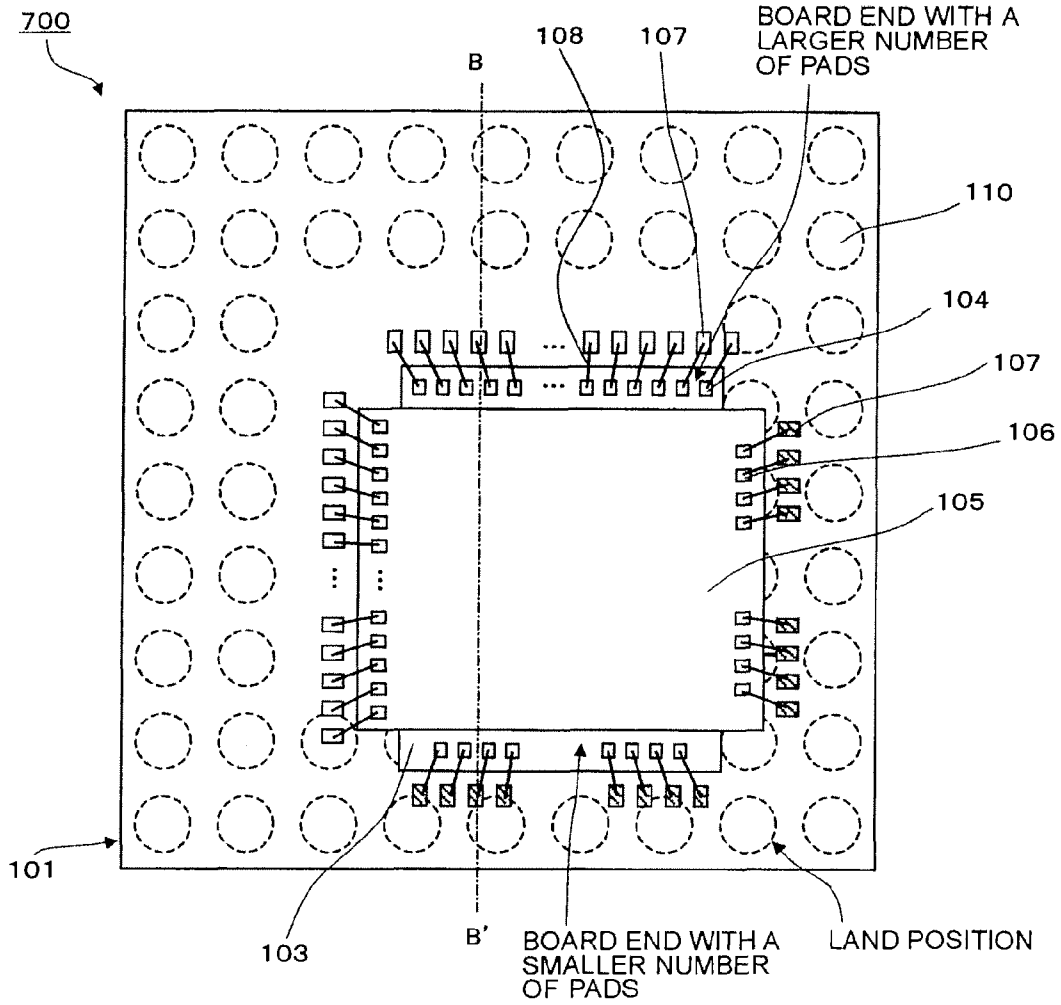 700
BOARD END WITH A
LARGER NUMBER
OF PADS
108
107
B
110
104
107
106
105
101
103
B'
BOARD END WITH A
SMALLER NUMBER
OF PADS
LAND POSITION